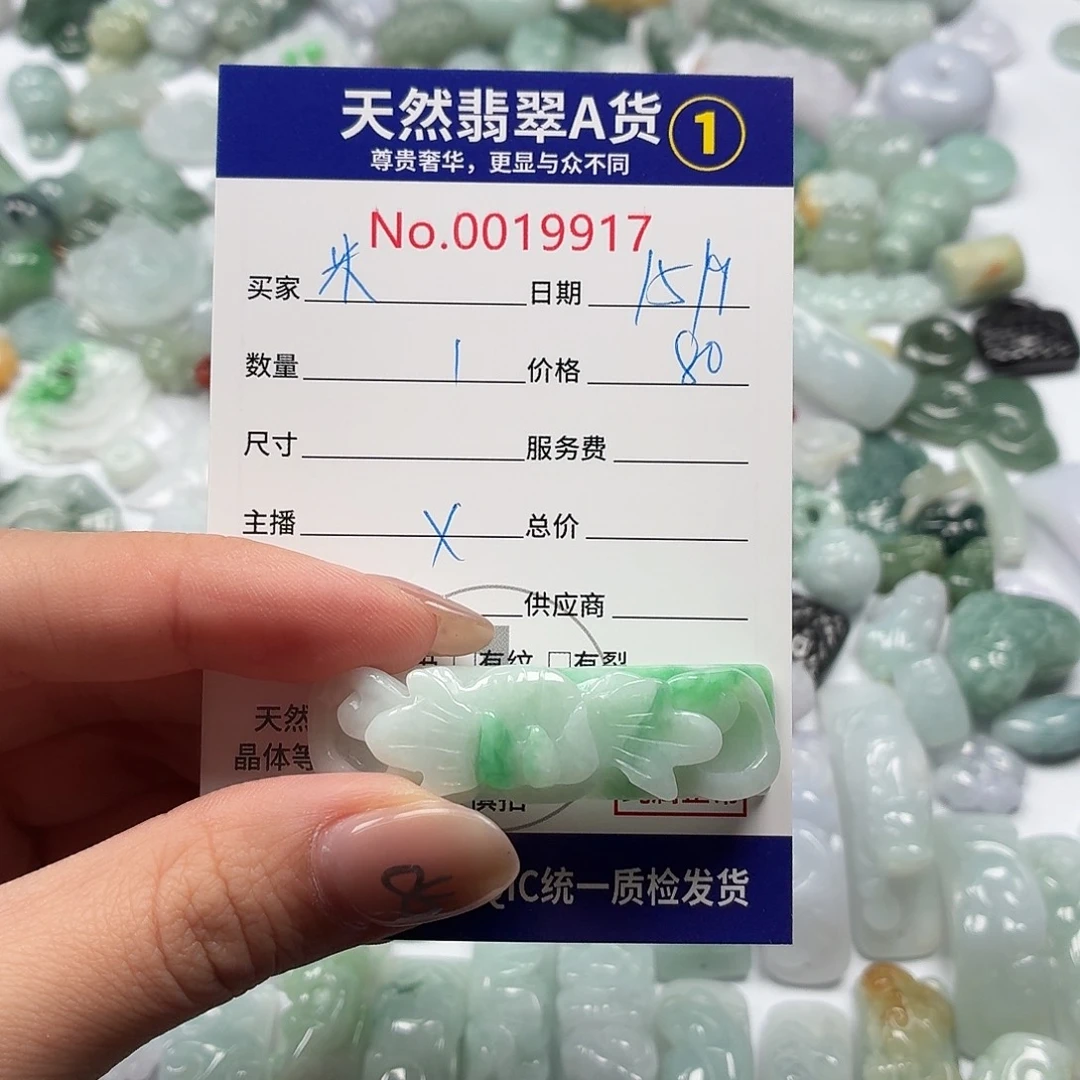 天然翡翠A货 1
尊贵奢华，更显与众不同
No.0019917
买家 日期
数量 1 价格 80
尺寸 服务费
主播 X 总价
供应商
□有纹 □有裂
天然
晶体等
QIC统一质检发货